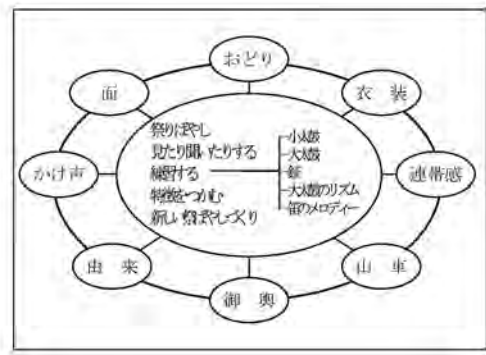 おどり
面
衣装
祭りばやし
見たり聞いたりする
練習する
特徴をつかむ
新しい祭ばやしづくり
小太鼓
大太鼓
鉦
大太鼓のリズム
笛のメロディー
かけ声
連帯感
由来
山車
御輿